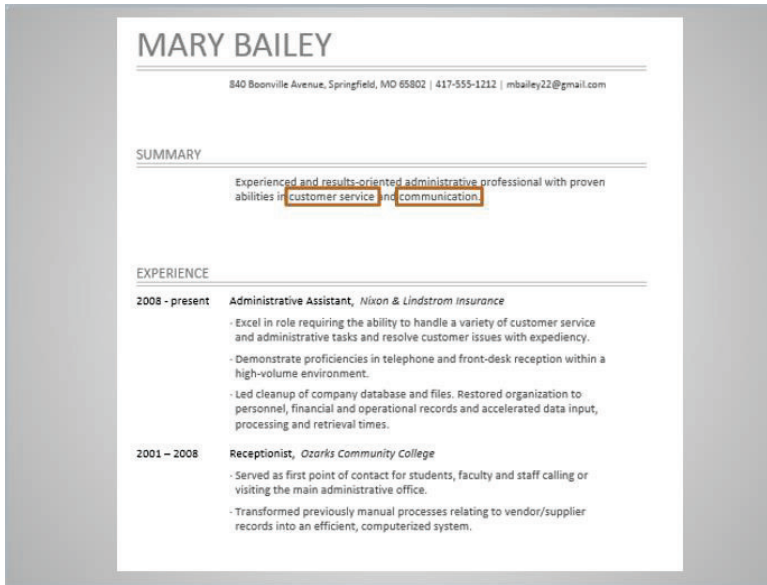 MARY BAILEY
840 Boonville Avenue, Springfield, MO 65802 | 417-555-1212 | mbailey22@gmail.com
SUMMARY
Experienced and results-oriented administrative professional with proven
abilities in customer service and communication.
EXPERIENCE
2008 - present Administrative Assistant, Nixon & Lindstrom Insurance
· Excel in role requiring the ability to handle a variety of customer service
and administrative tasks and resolve customer issues with expediency.
· Demonstrate proficiencies in telephone and front-desk reception within a
high-volume environment.
· Led cleanup of company database and files. Restored organization to
personnel, financial and operational records and accelerated data input,
processing and retrieval times.
2001 – 2008 Receptionist, Ozarks Community College
· Served as first point of contact for students, faculty and staff calling or
visiting the main administrative office.
· Transformed previously manual processes relating to vendor/supplier
records into an efficient, computerized system.